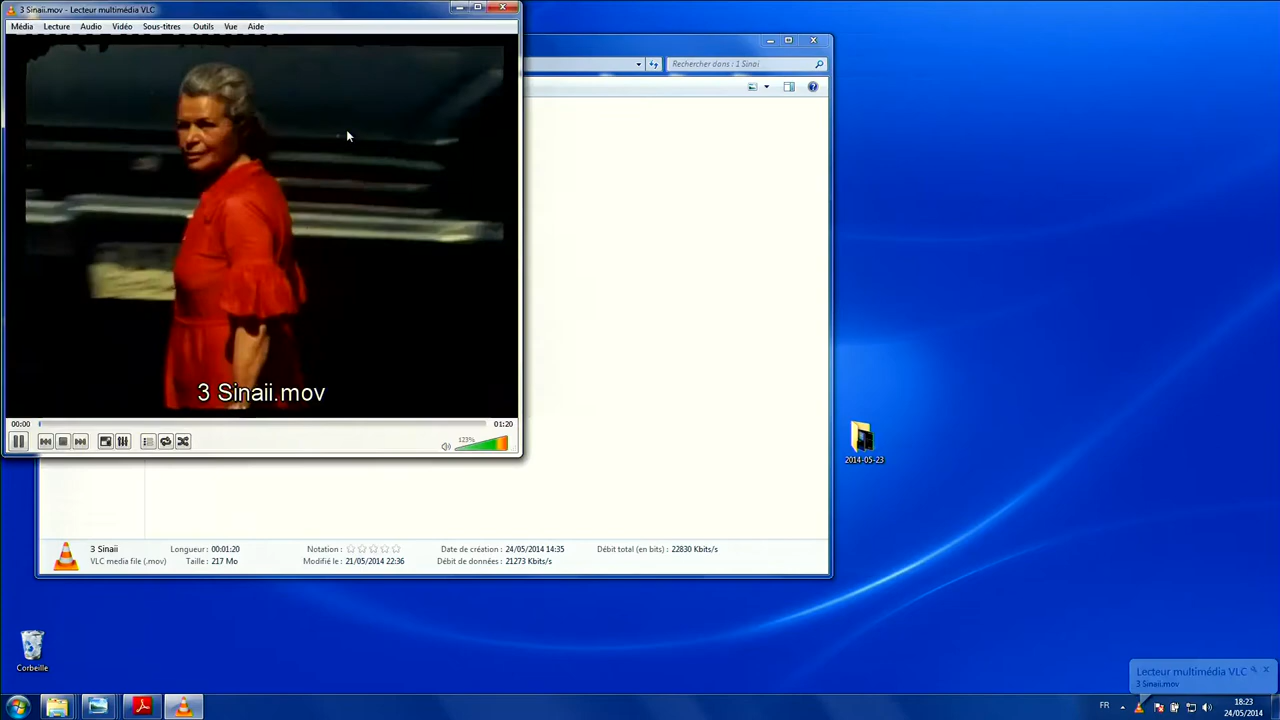 3 Sinaii.mov - Lecteur multimédia VLC
Média Lecture Audio Vidéo Sous-titres Outils Vue Aide
Rechercher dans : 1 Sinai
3 Sinaii.mov
00:00 01:20
123%
2014-05-23
3 Sinaii Longueur : 00:01:20 Notation : Date de création : 24/05/2014 14:35 Débit total (en bits) : 22830 Kbits/s
VLC media file (.mov) Taille : 217 Mo Modifié le : 21/05/2014 22:36 Débit de données : 21273 Kbits/s
Corbeille
Lecteur multimédia VLC
3 Sinaii.mov
FR 18:23
24/05/2014